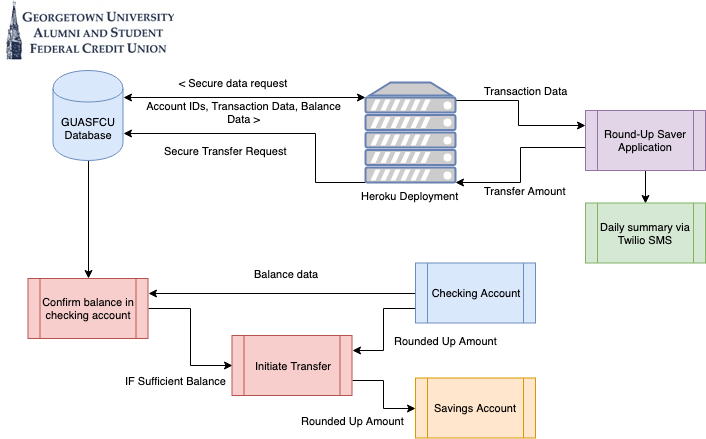 GEORGETOWN UNIVERSITY
ALUMNI AND STUDENT
FEDERAL CREDIT UNION
< Secure data request
Account IDs, Transaction Data, Balance
Data >
GUASFCU
Database
Secure Transfer Request
Heroku Deployment
Transaction Data
Round-Up Saver
Application
Transfer Amount
Daily summary via
Twilio SMS
Balance data
Checking Account
Confirm balance in
checking account
Rounded Up Amount
Initiate Transfer
IF Sufficient Balance
Rounded Up Amount
Savings Account